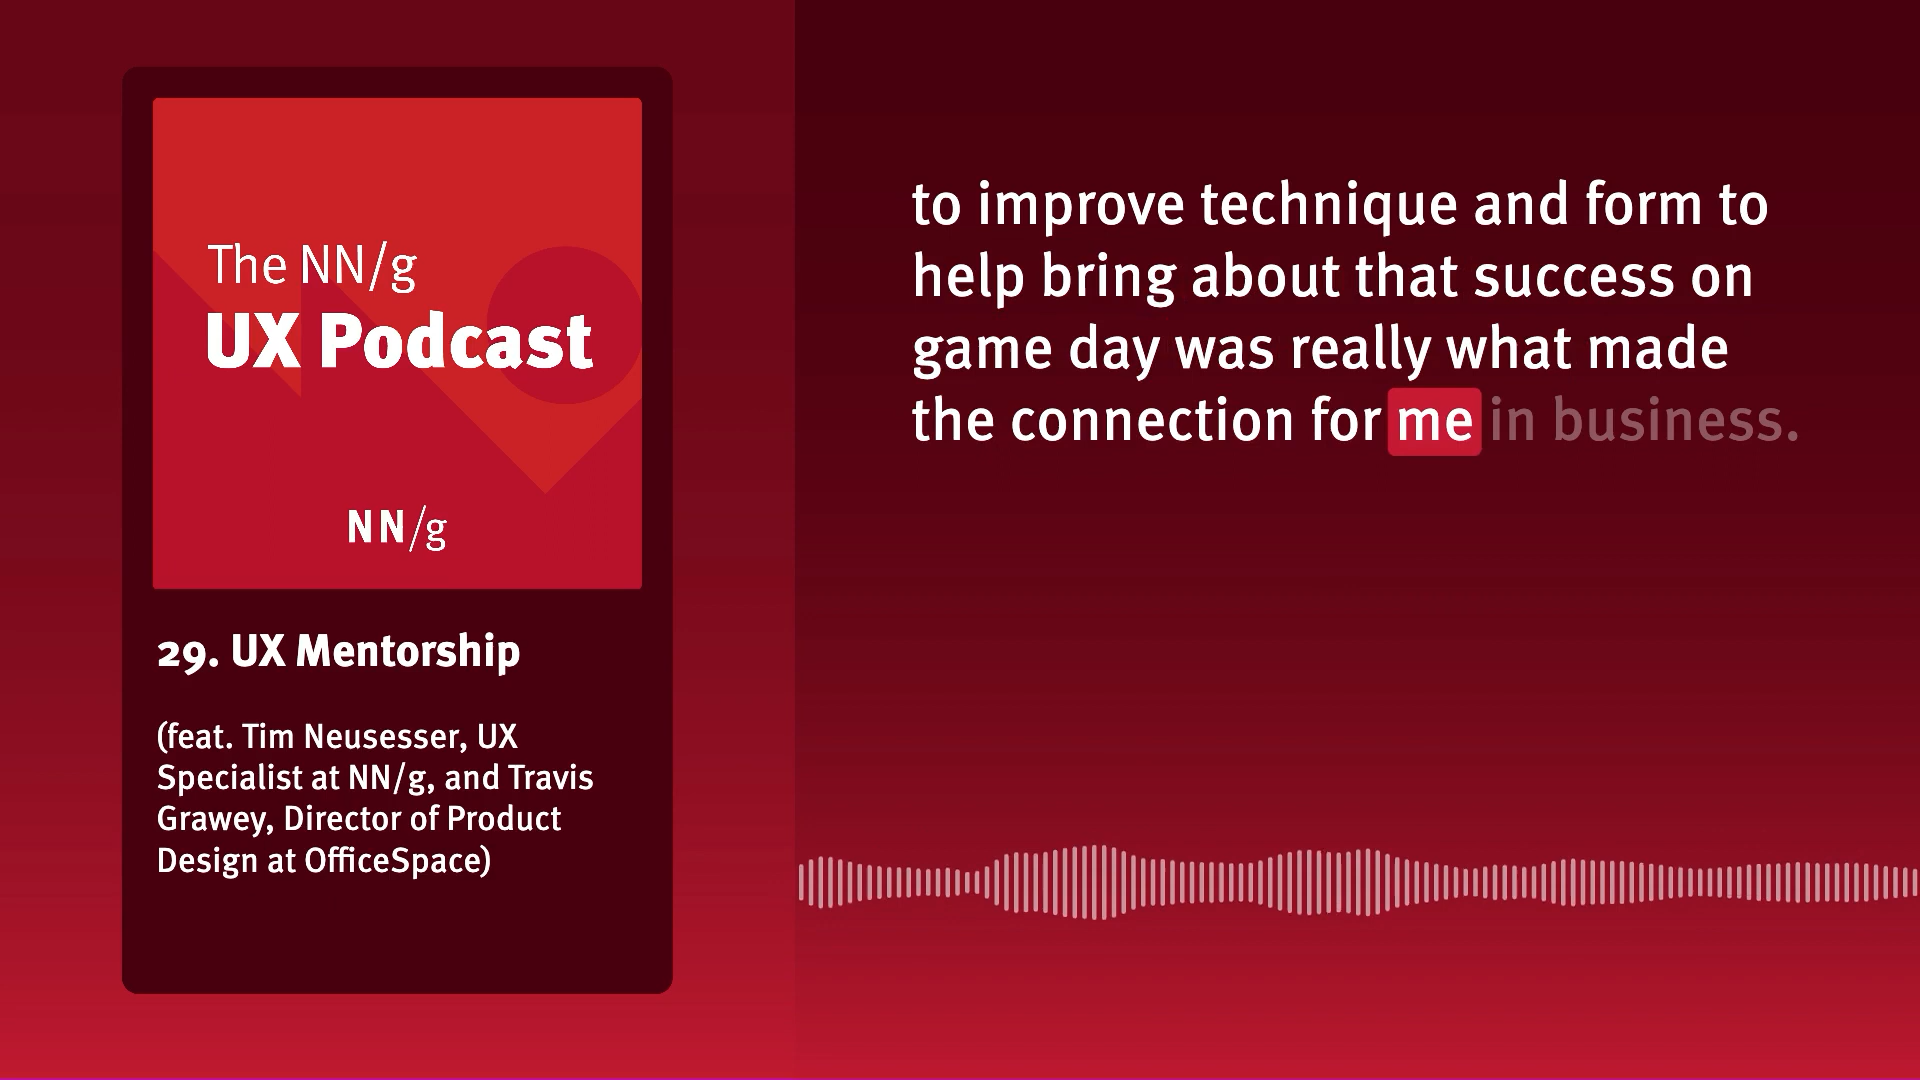 The NN/g
UX Podcast
NN/g
29. UX Mentorship
(feat. Tim Neusesser, UX
Specialist at NN/g, and Travis
Grawey, Director of Product
Design at OfficeSpace)
to improve technique and form to
help bring about that success on
game day was really what made
the connection for me in business.